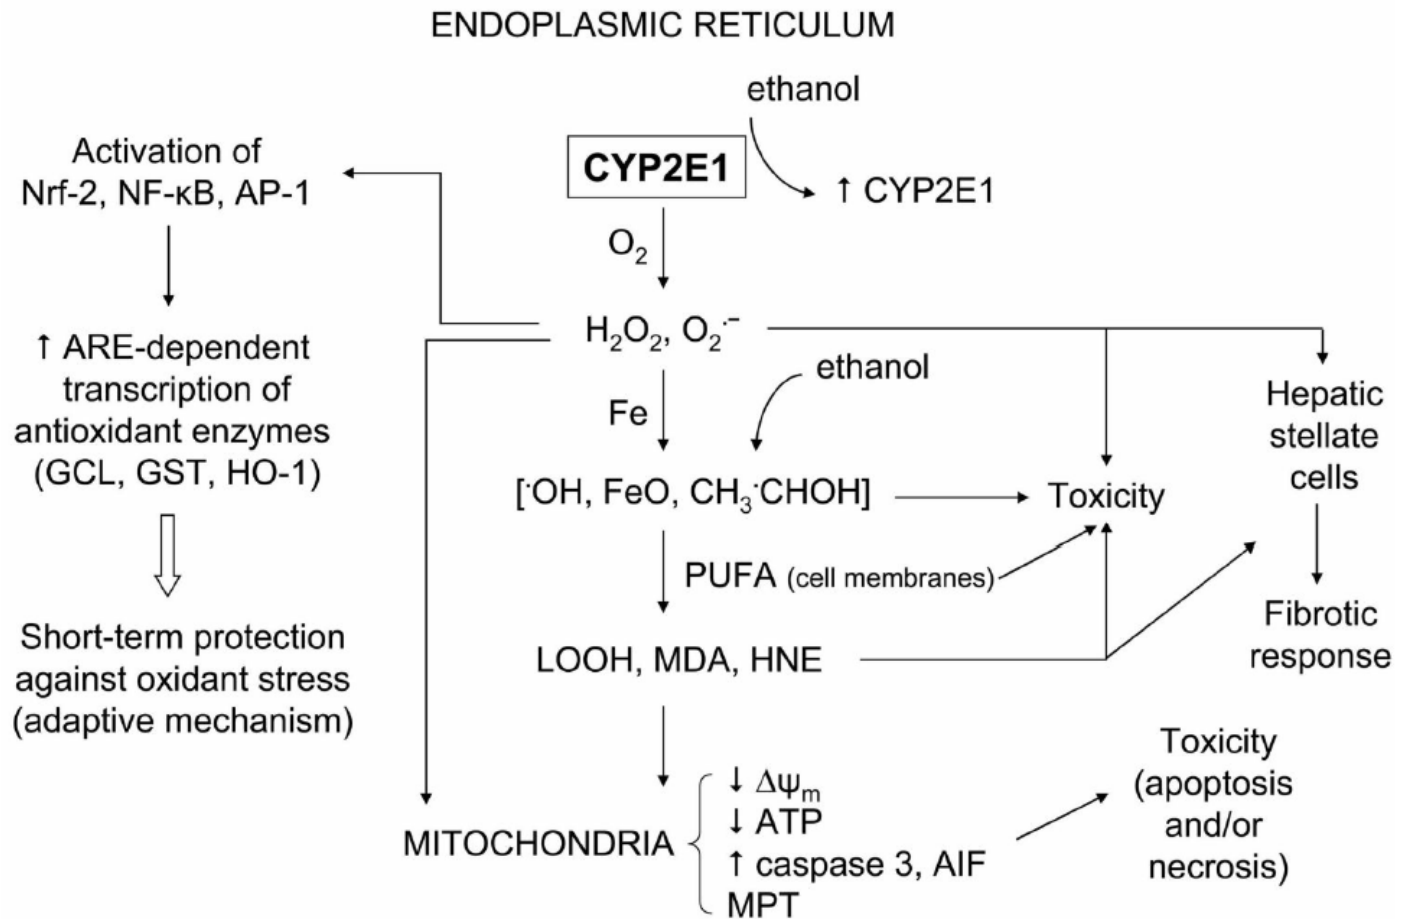 ENDOPLASMIC RETICULUM
ethanol
CYP2E1
↑ CYP2E1
Activation of
Nrf-2, NF-κB, AP-1
O₂
H₂O₂, O₂·⁻
↑ ARE-dependent
transcription of
antioxidant enzymes
(GCL, GST, HO-1)
ethanol
Fe
Hepatic
stellate
cells
[·OH, FeO, CH₃·CHOH]
Toxicity
PUFA (cell membranes)
Short-term protection
against oxidant stress
(adaptive mechanism)
LOOH, MDA, HNE
Fibrotic
response
MITOCHONDRIA
↓ Δψm
↓ ATP
↑ caspase 3, AIF
MPT
Toxicity
(apoptosis
and/or
necrosis)